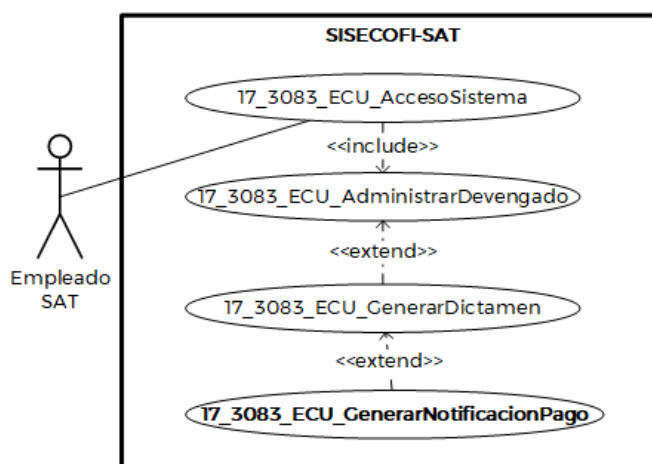 SISECOFI-SAT
17_3083_ECU_AccesoSistema
<<include>>
17_3083_ECU_AdministrarDevengado
<<extend>>
Empleado
SAT
17_3083_ECU_GenerarDictamen
<<extend>>
17_3083_ECU_GenerarNotificacionPago